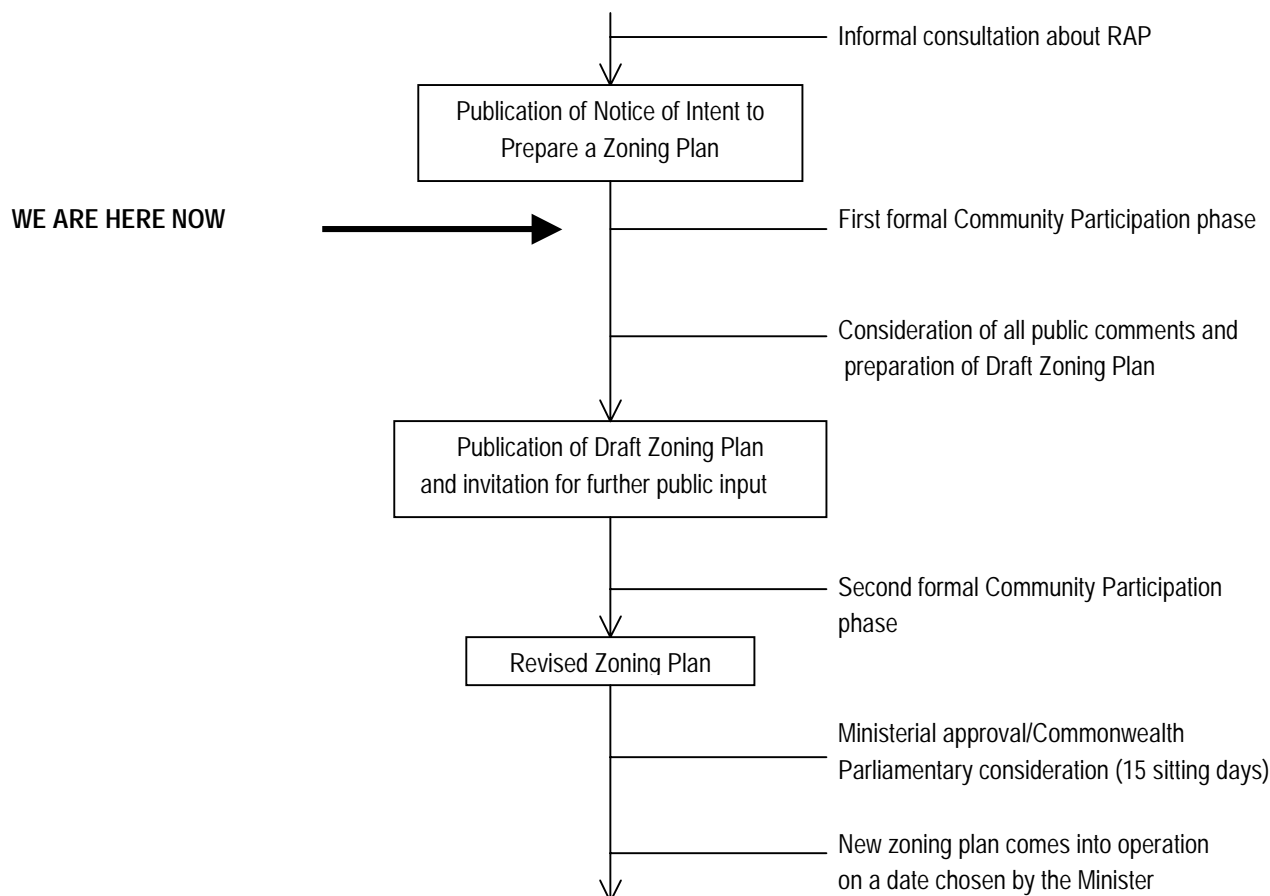 Informal consultation about RAP
Publication of Notice of Intent to
Prepare a Zoning Plan
WE ARE HERE NOW
First formal Community Participation phase
Consideration of all public comments and
preparation of Draft Zoning Plan
Publication of Draft Zoning Plan
and invitation for further public input
Second formal Community Participation
phase
Revised Zoning Plan
Ministerial approval/Commonwealth
Parliamentary consideration (15 sitting days)
New zoning plan comes into operation
on a date chosen by the Minister